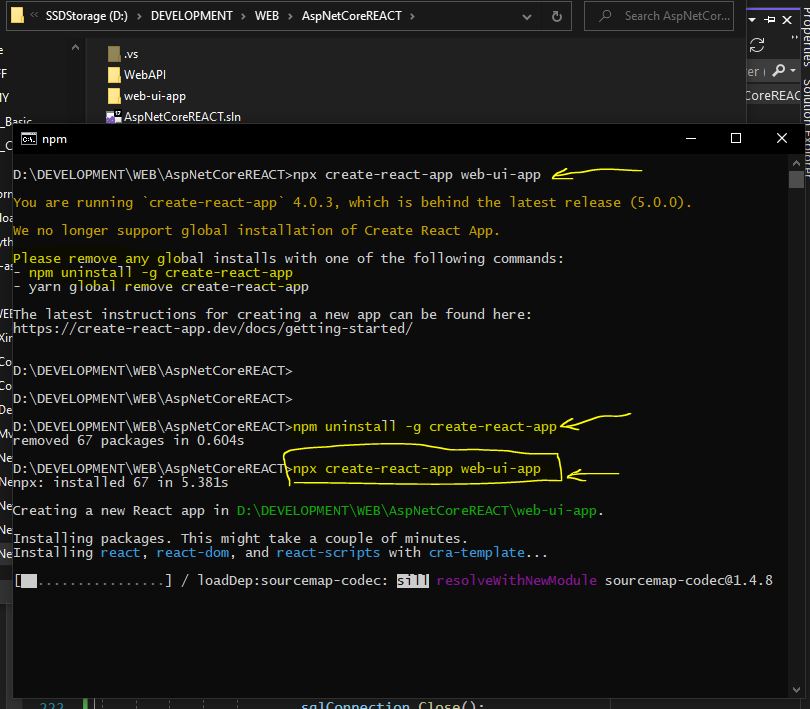 SSDStorage (D:) › DEVELOPMENT › WEB › AspNetCoreREACT ›
Search AspNetCor...
.vs
WebAPI
web-ui-app
AspNetCoreREACT.sln
Properties
Solution Explorer
CoreREAC
npm
D:\DEVELOPMENT\WEB\AspNetCoreREACT>npx create-react-app web-ui-app
You are running `create-react-app` 4.0.3, which is behind the latest release (5.0.0).
We no longer support global installation of Create React App.
Please remove any global installs with one of the following commands:
- npm uninstall -g create-react-app
- yarn global remove create-react-app
The latest instructions for creating a new app can be found here:
https://create-react-app.dev/docs/getting-started/
D:\DEVELOPMENT\WEB\AspNetCoreREACT>
D:\DEVELOPMENT\WEB\AspNetCoreREACT>
D:\DEVELOPMENT\WEB\AspNetCoreREACT>npm uninstall -g create-react-app
removed 67 packages in 0.604s
D:\DEVELOPMENT\WEB\AspNetCoreREACT>npx create-react-app web-ui-app
npx: installed 67 in 5.381s
Creating a new React app in D:\DEVELOPMENT\WEB\AspNetCoreREACT\web-ui-app.
Installing packages. This might take a couple of minutes.
Installing react, react-dom, and react-scripts with cra-template...
[██................] / loadDep:sourcemap-codec: sill resolveWithNewModule sourcemap-codec@1.4.8
222
sqlConnection.Close();